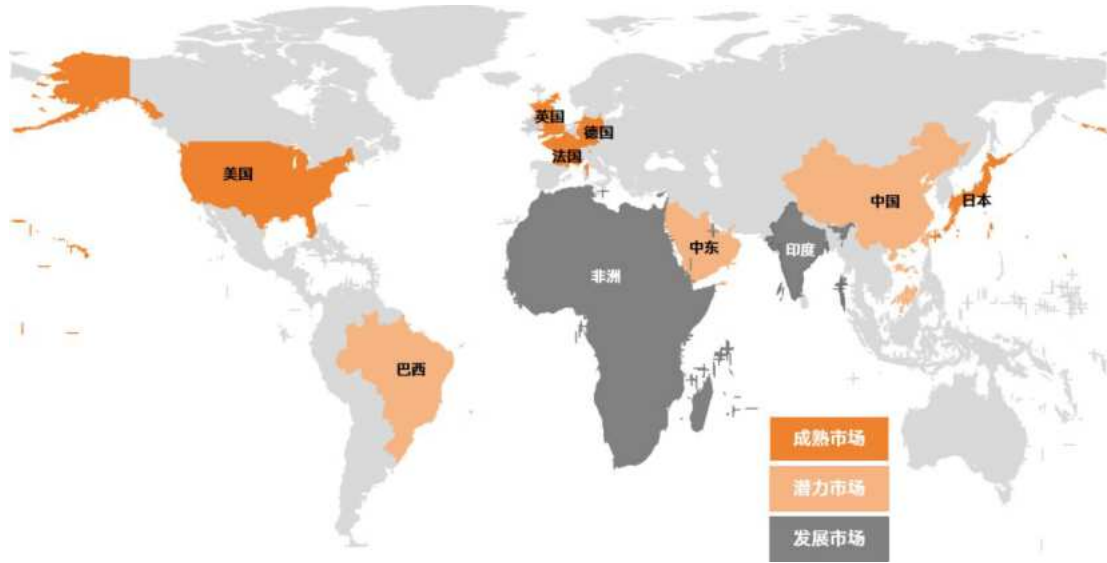 英国
德国
法国
美国
中国
日本
中东
印度
非洲
巴西
成熟市场
潜力市场
发展市场